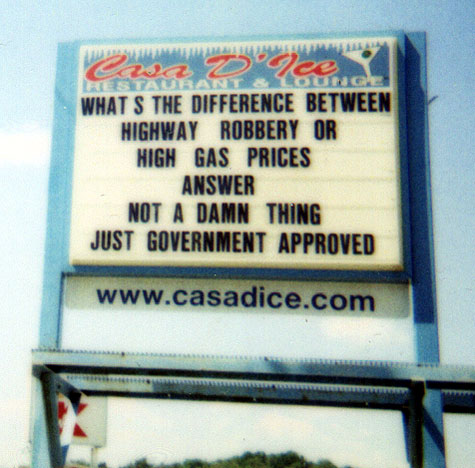 Casa D'Ice
RESTAURANT & LOUNGE
WHAT S THE DIFFERENCE BETWEEN
HIGHWAY ROBBERY OR
HIGH GAS PRICES
ANSWER
NOT A DAMN THING
JUST GOVERNMENT APPROVED
www.casadice.com